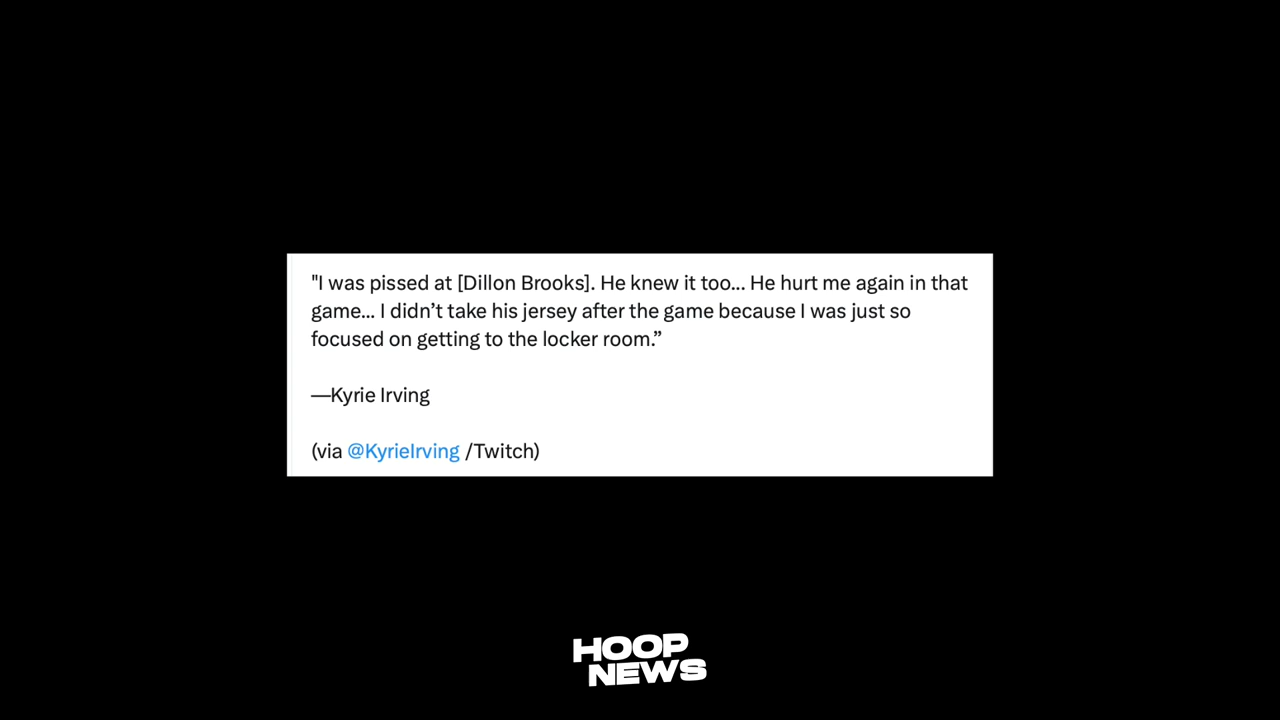 "I was pissed at [Dillon Brooks]. He knew it too... He hurt me again in that
game... I didn’t take his jersey after the game because I was just so
focused on getting to the locker room.”
—Kyrie Irving
(via @KyrieIrving /Twitch)
HOOP
NEWS